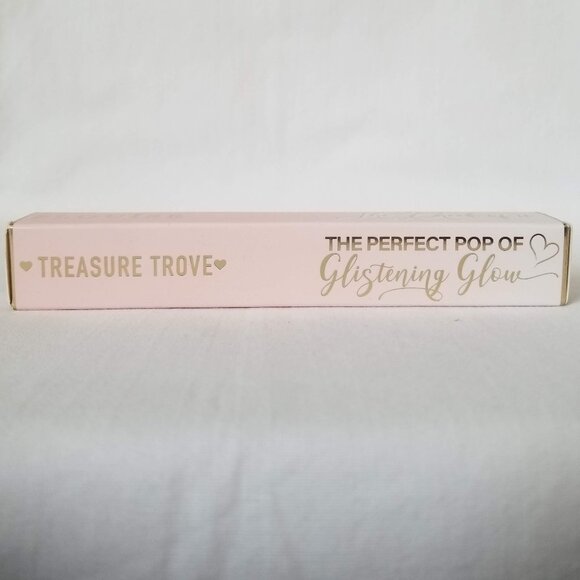 ♥ TREASURE TROVE ♥
THE PERFECT POP OF
Glistening Glow